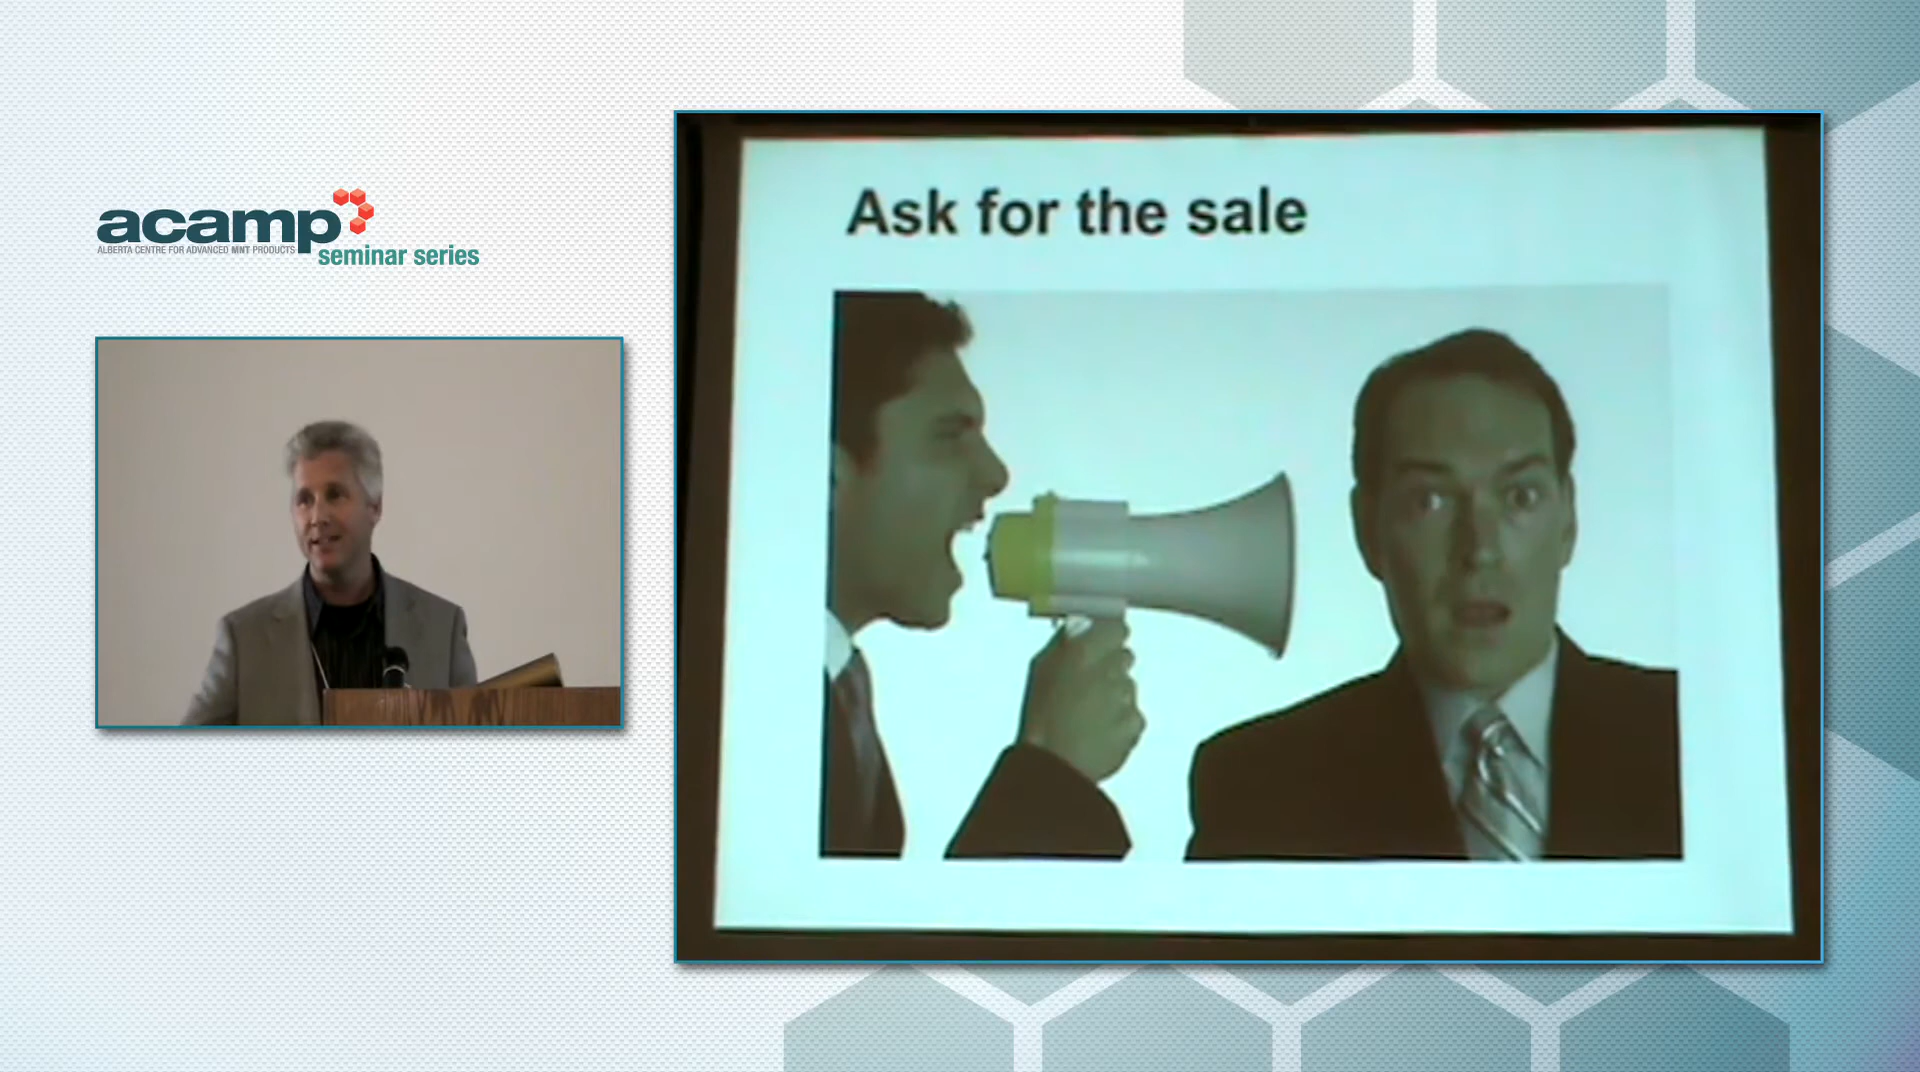 acamp
ALBERTA CENTRE FOR ADVANCED MNT PRODUCTS
seminar series
Ask for the sale